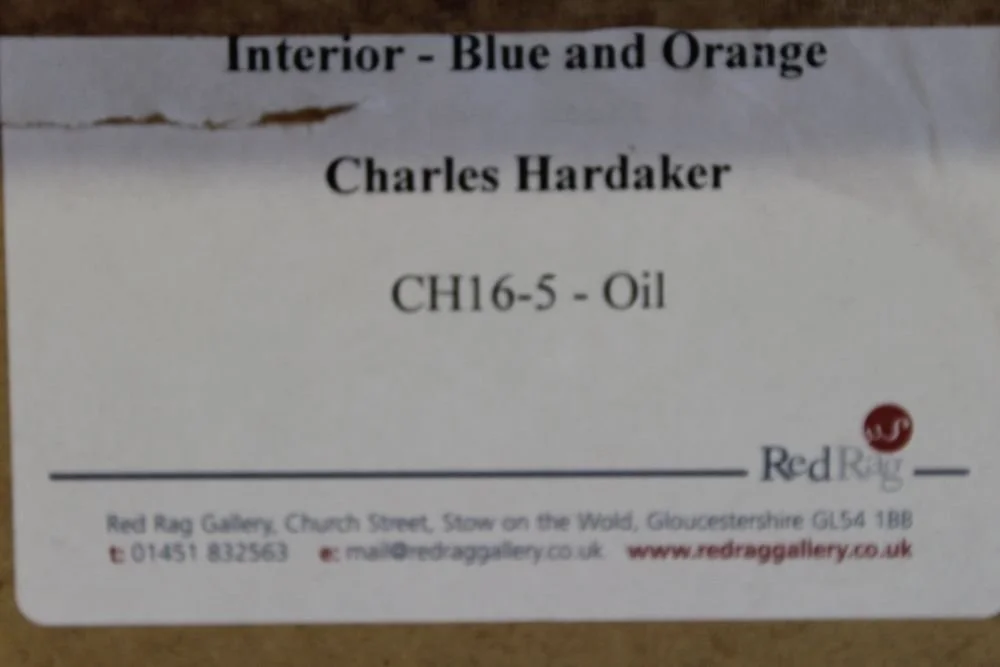 Interior - Blue and Orange
Charles Hardaker
CH16-5 - Oil
Red Rag
Red Rag Gallery, Church Street, Stow on the Wold, Gloucestershire GL54 1BB
t: 01451 832563 e: mail@redraggallery.co.uk www.redraggallery.co.uk